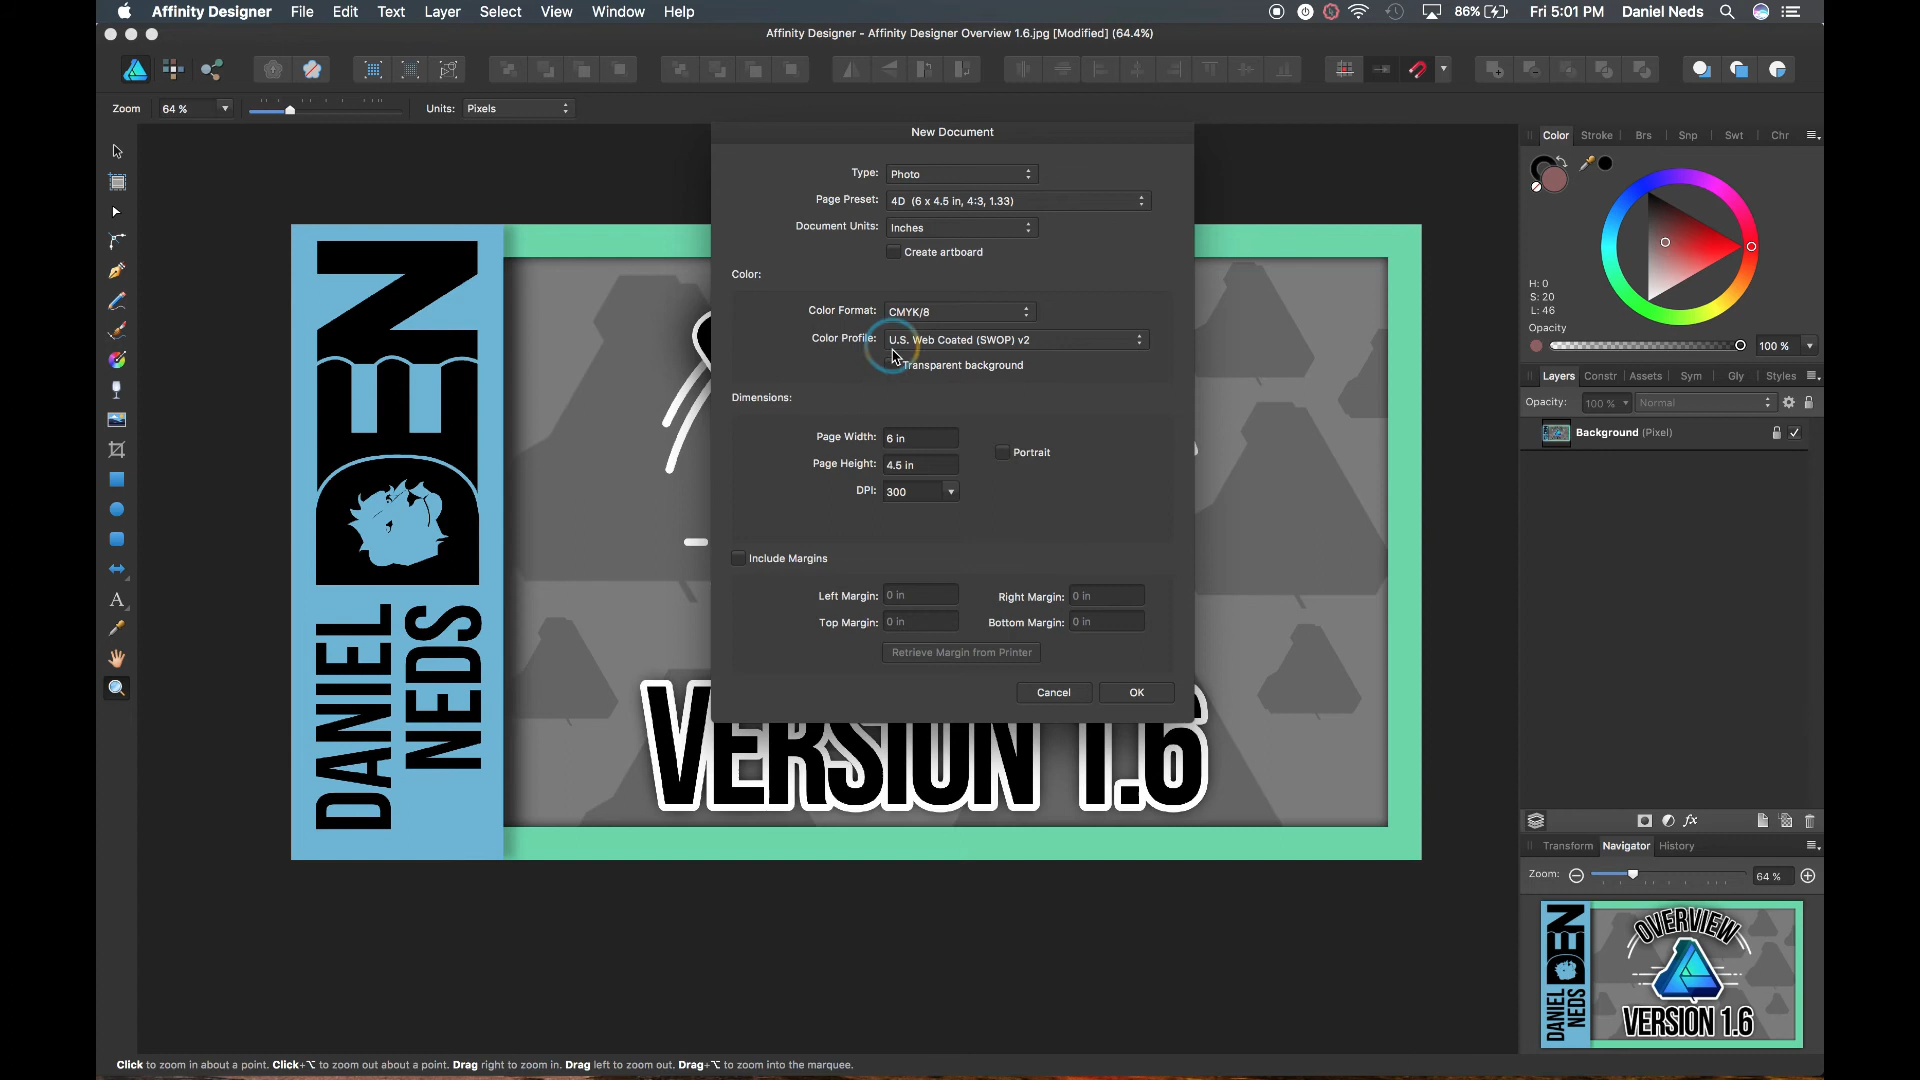 Affinity Designer File Edit Text Layer Select View Window Help 86% Fri 5:01 PM Daniel Neds
Affinity Designer - Affinity Designer Overview 1.6.jpg [Modified] (64.4%)
Zoom 64 % Units: Pixels
New Document
Type: Photo
Page Preset: 4D (6 x 4.5 in, 4:3, 1.33)
Document Units: Inches
Create artboard
Color:
Color Format: CMYK/8
Color Profile: U.S. Web Coated (SWOP) v2
Transparent background
Dimensions:
Page Width: 6 in
Page Height: 4.5 in
Portrait
DPI: 300
Include Margins
Left Margin: 0 in Right Margin: 0 in
Top Margin: 0 in Bottom Margin: 0 in
Retrieve Margin from Printer
Cancel OK
DEN
DANIEL
NEDS
VERSION 1.6
Color Stroke Brs Snp Swt Chr
H: 0
S: 20
L: 46
Opacity
100 %
Layers Constr Assets Sym Gly Styles
Opacity: 100 % Normal
Background (Pixel)
fx
Transform Navigator History
Zoom: 64 %
DEN
DANIEL
NEDS
OVERVIEW
VERSION 1.6
A
Click to zoom in about a point. Click+⌥ to zoom out about a point. Drag right to zoom in. Drag left to zoom out. Drag+⌥ to zoom into the marquee.